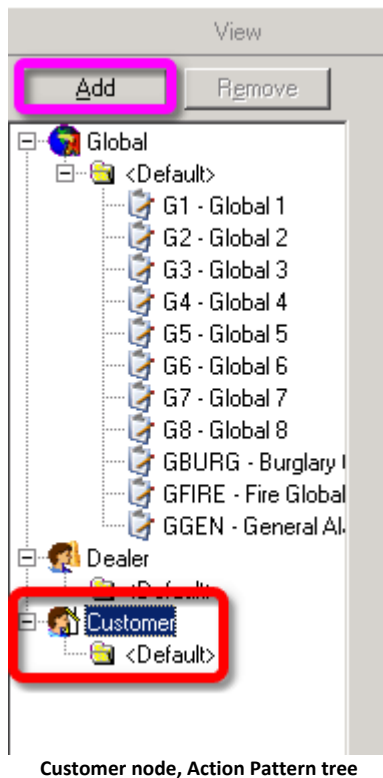 View
Add
Remove
Global
<Default>
G1 - Global 1
G2 - Global 2
G3 - Global 3
G4 - Global 4
G5 - Global 5
G6 - Global 6
G7 - Global 7
G8 - Global 8
GBURG - Burglary
GFIRE - Fire Global
GGEN - General Al
Dealer
<Default>
Customer
<Default>
Customer node, Action Pattern tree